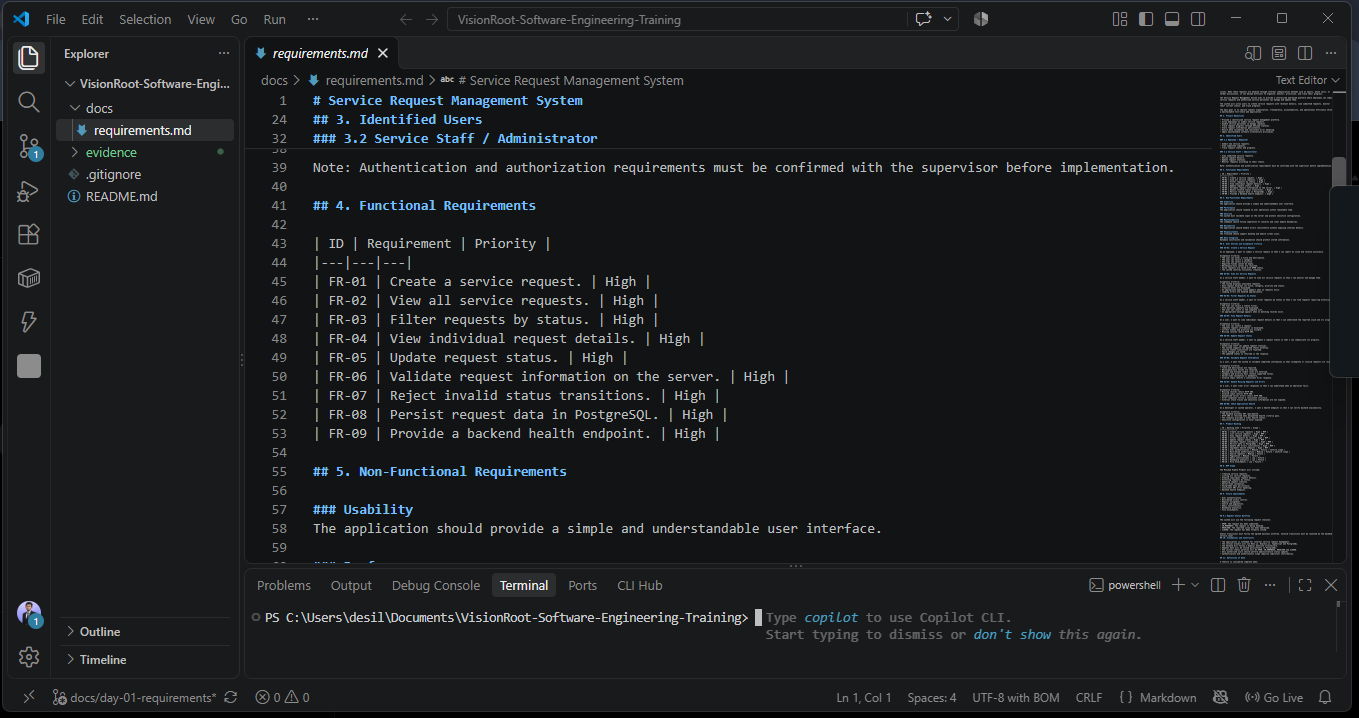 File Edit Selection View Go Run ··· VisionRoot-Software-Engineering-Training
Explorer ···
VisionRoot-Software-Engi...
docs
requirements.md
evidence
.gitignore
README.md
Outline
Timeline
1
1
requirements.md
docs > requirements.md > abc # Service Request Management System
Text Editor
1 # Service Request Management System
24 ## 3. Identified Users
32 ### 3.2 Service Staff / Administrator
38
39 Note: Authentication and authorization requirements must be confirmed with the supervisor before implementation.
40
41 ## 4. Functional Requirements
42
43 | ID | Requirement | Priority |
44 |---|---|---|
45 | FR-01 | Create a service request. | High |
46 | FR-02 | View all service requests. | High |
47 | FR-03 | Filter requests by status. | High |
48 | FR-04 | View individual request details. | High |
49 | FR-05 | Update request status. | High |
50 | FR-06 | Validate request information on the server. | High |
51 | FR-07 | Reject invalid status transitions. | High |
52 | FR-08 | Persist request data in PostgreSQL. | High |
53 | FR-09 | Provide a backend health endpoint. | High |
54
55 ## 5. Non-Functional Requirements
56
57 ### Usability
58 The application should provide a simple and understandable user interface.
59
Problems Output Debug Console Terminal Ports CLI Hub
powershell
PS C:\Users\desil\Documents\VisionRoot-Software-Engineering-Training> Type copilot to use Copilot CLI.
Start typing to dismiss or don't show this again.
docs/day-01-requirements* 0 0 Ln 1, Col 1 Spaces: 4 UTF-8 with BOM CRLF { } Markdown Go Live